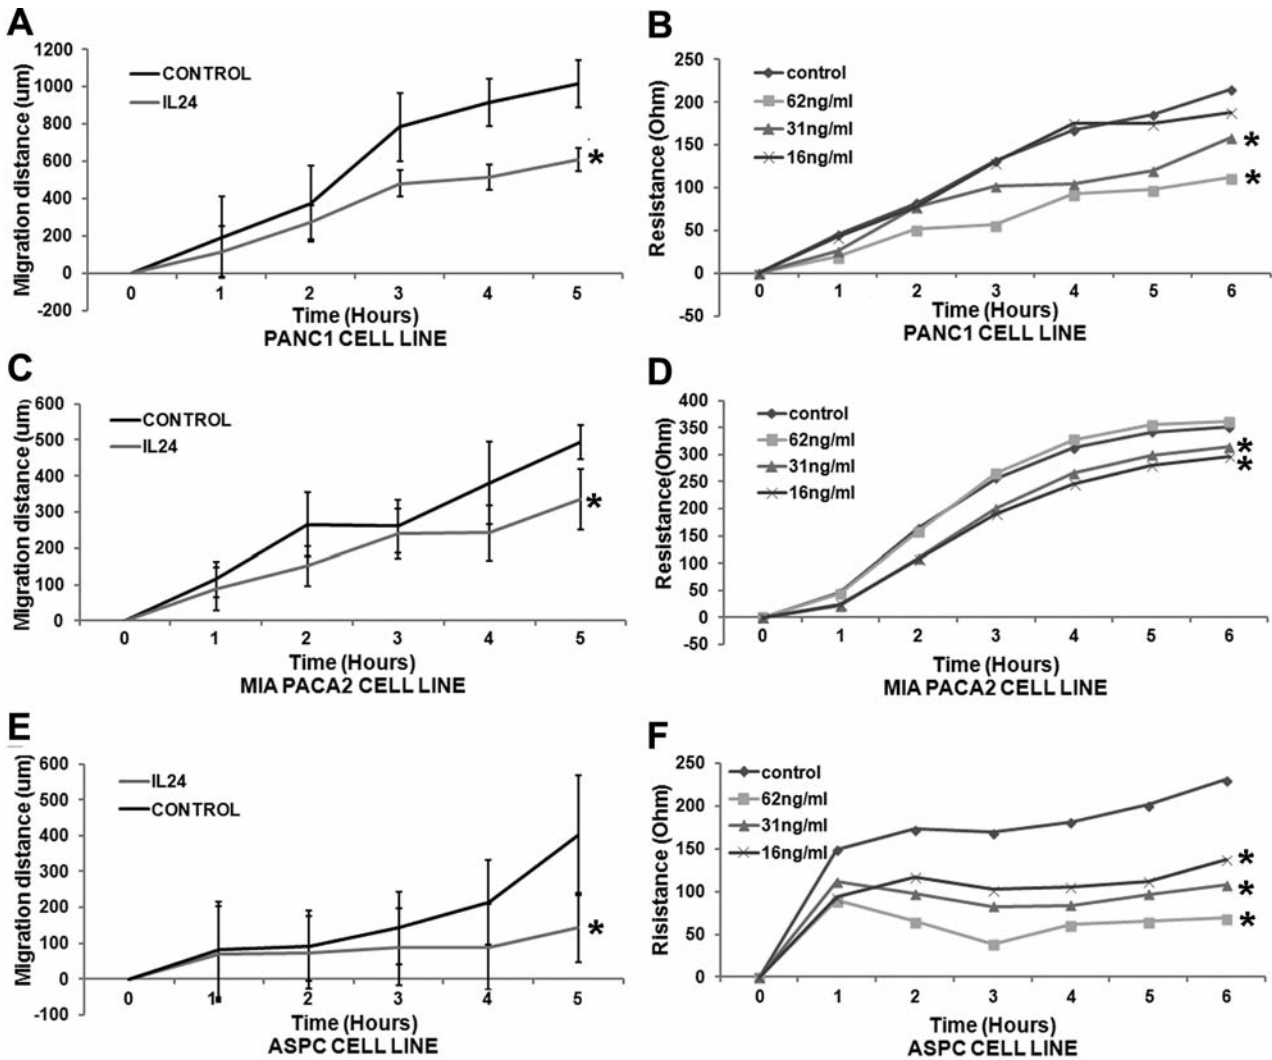 A
Migration distance (um)
1200
1000
800
600
400
200
0
-200
CONTROL
IL24
*
0 1 2 3 4 5
Time (Hours)
PANC1 CELL LINE
B
Resistance (Ohm)
250
200
150
100
50
0
-50
control
62ng/ml
31ng/ml
16ng/ml
*
*
0 1 2 3 4 5 6
Time (Hours)
PANC1 CELL LINE
C
Migration distance (um)
600
500
400
300
200
100
0
CONTROL
IL24
*
0 1 2 3 4 5
Time (Hours)
MIA PACA2 CELL LINE
D
Resistance(Ohm)
400
350
300
250
200
150
100
50
0
-50
control
62ng/ml
31ng/ml
16ng/ml
*
*
0 1 2 3 4 5 6
Time (Hours)
MIA PACA2 CELL LINE
E
Migration distance (um)
600
500
400
300
200
100
0
-100
IL24
CONTROL
*
0 1 2 3 4 5
Time (Hours)
ASPC CELL LINE
F
Risistance (Ohm)
250
200
150
100
50
0
control
62ng/ml
31ng/ml
16ng/ml
*
*
*
0 1 2 3 4 5 6
Time (Hours)
ASPC CELL LINE